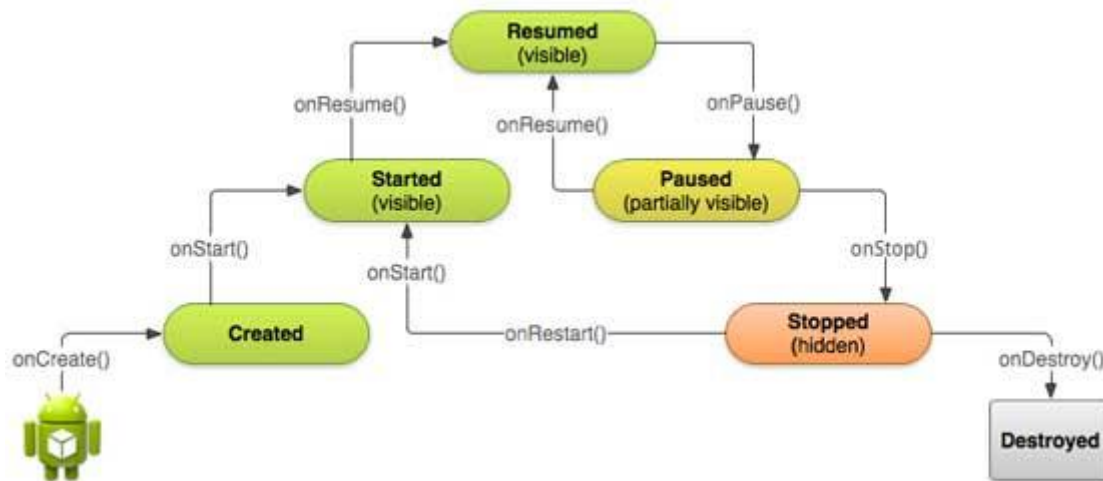 Resumed
(visible)
onResume()
onPause()
onResume()
Started
(visible)
Paused
(partially visible)
onStart()
onStart()
onStop()
Created
onRestart()
Stopped
(hidden)
onCreate()
onDestroy()
Destroyed